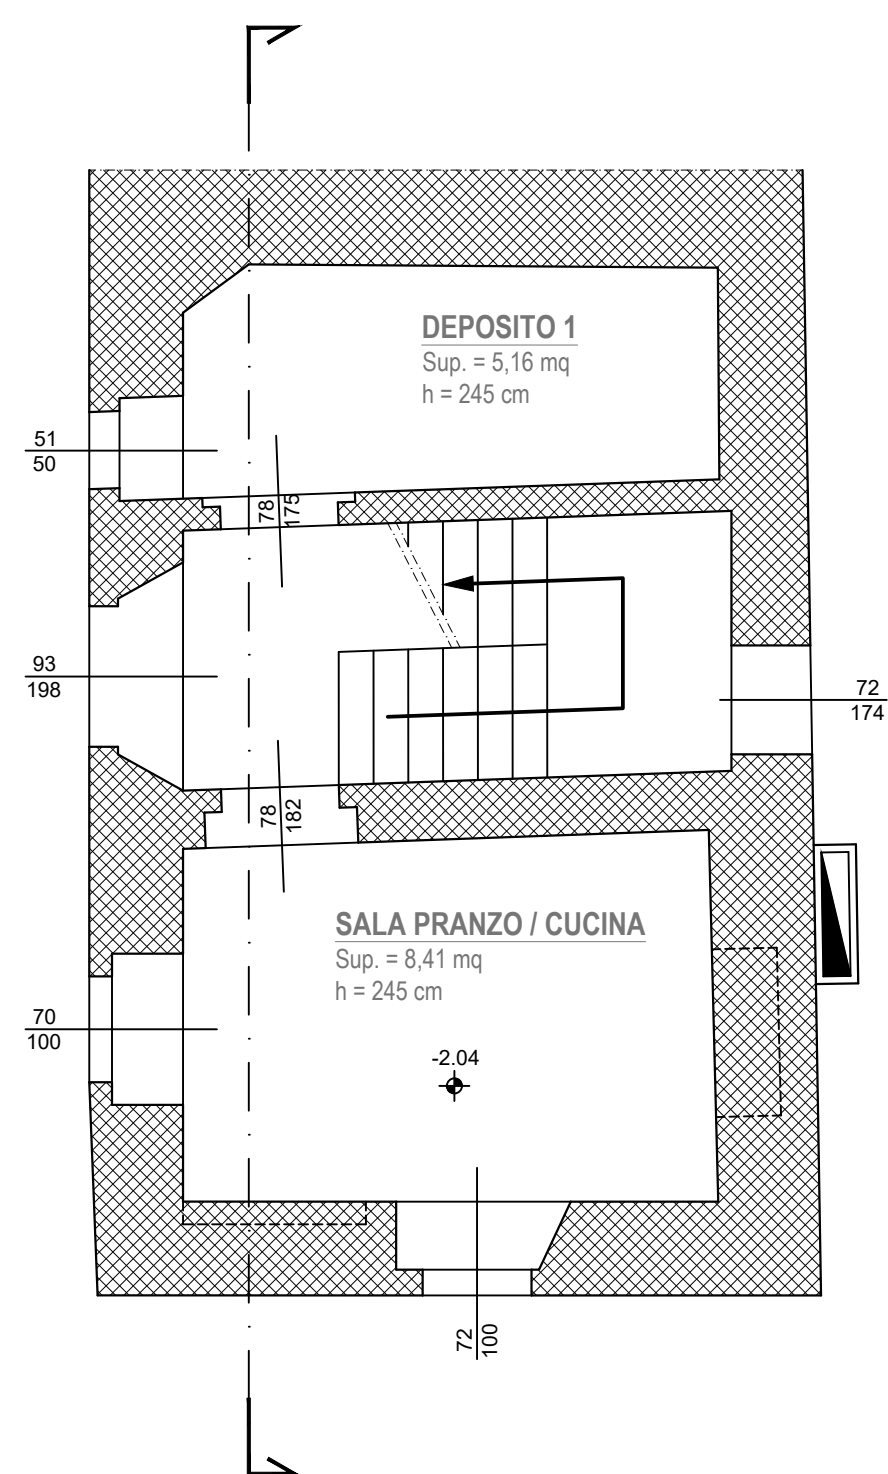 DEPOSITO 1
Sup. = 5,16 mq
h = 245 cm
51
50
78
175
93
198
72
174
78
182
SALA PRANZO / CUCINA
Sup. = 8,41 mq
h = 245 cm
70
100
-2.04
72
100